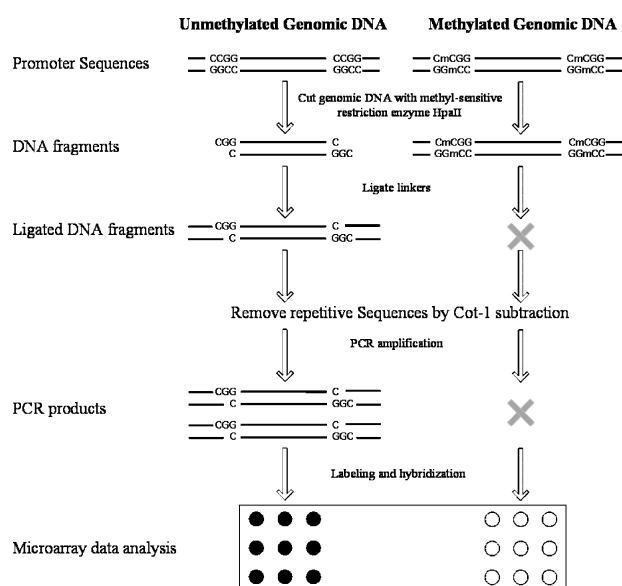 Unmethylated Genomic DNA Methylated Genomic DNA
Promoter Sequences
CCGG CCGG CmCGG CmCGG
GGCC GGCC GGmCC GGmCC
Cut genomic DNA with methyl-sensitive
restriction enzyme HpaII
DNA fragments
CGG C CmCGG CmCGG
C GGC GGmCC GGmCC
Ligate linkers
Ligated DNA fragments
CGG C
C GGC
Remove repetitive Sequences by Cot-1 subtraction
PCR amplification
PCR products
CGG C
C GGC
CGG C
C GGC
Labeling and hybridization
Microarray data analysis